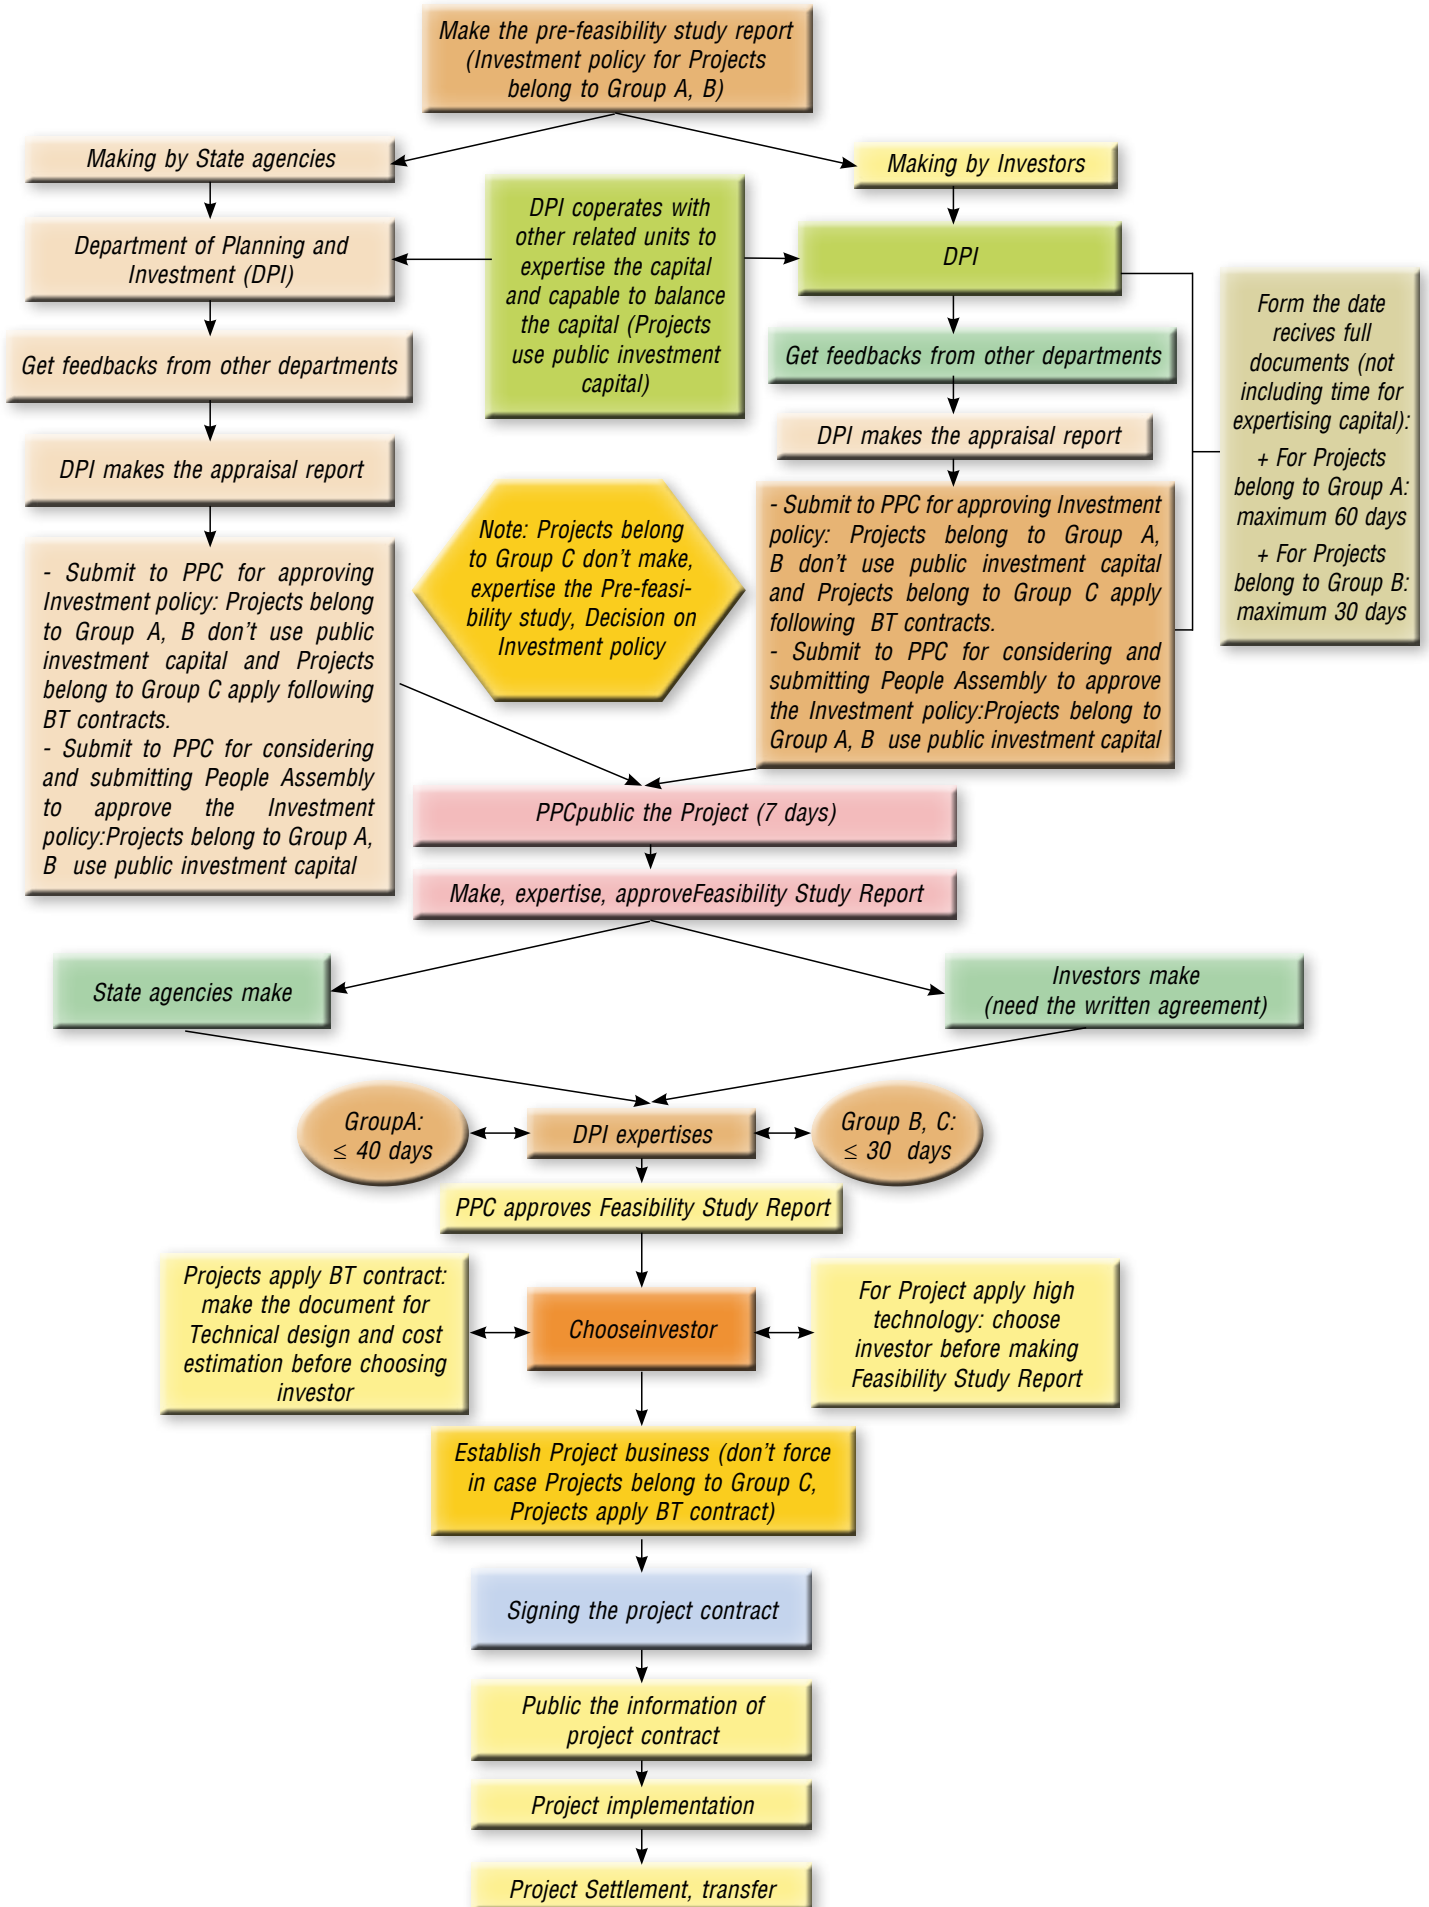 Make the pre-feasibility study report
(Investment policy for Projects
belong to Group A, B)
Making by State agencies
Making by Investors
Department of Planning and
Investment (DPI)
DPI coperates with
other related units to
expertise the capital
and capable to balance
the capital (Projects
use public investment
capital)
DPI
Get feedbacks from other departments
Get feedbacks from other departments
Form the date
recives full
documents (not
including time for
expertising capital):
+ For Projects
belong to Group A:
maximum 60 days
+ For Projects
belong to Group B:
maximum 30 days
DPI makes the appraisal report
DPI makes the appraisal report
- Submit to PPC for approving
Investment policy: Projects belong
to Group A, B don't use public
investment capital and Projects
belong to Group C apply following
BT contracts.
- Submit to PPC for considering
and submitting People Assembly
to approve the Investment
policy:Projects belong to Group A,
B use public investment capital
Note: Projects belong
to Group C don't make,
expertise the Pre-feasi-
bility study, Decision on
Investment policy
- Submit to PPC for approving Investment
policy: Projects belong to Group A,
B don't use public investment capital
and Projects belong to Group C apply
following BT contracts.
- Submit to PPC for considering and
submitting People Assembly to approve
the Investment policy:Projects belong to
Group A, B use public investment capital
PPCpublic the Project (7 days)
Make, expertise, approveFeasibility Study Report
State agencies make
Investors make
(need the written agreement)
GroupA:
≤ 40 days
DPI expertises
Group B, C:
≤ 30 days
PPC approves Feasibility Study Report
Projects apply BT contract:
make the document for
Technical design and cost
estimation before choosing
investor
Chooseinvestor
For Project apply high
technology: choose
investor before making
Feasibility Study Report
Establish Project business (don't force
in case Projects belong to Group C,
Projects apply BT contract)
Signing the project contract
Public the information of
project contract
Project implementation
Project Settlement, transfer